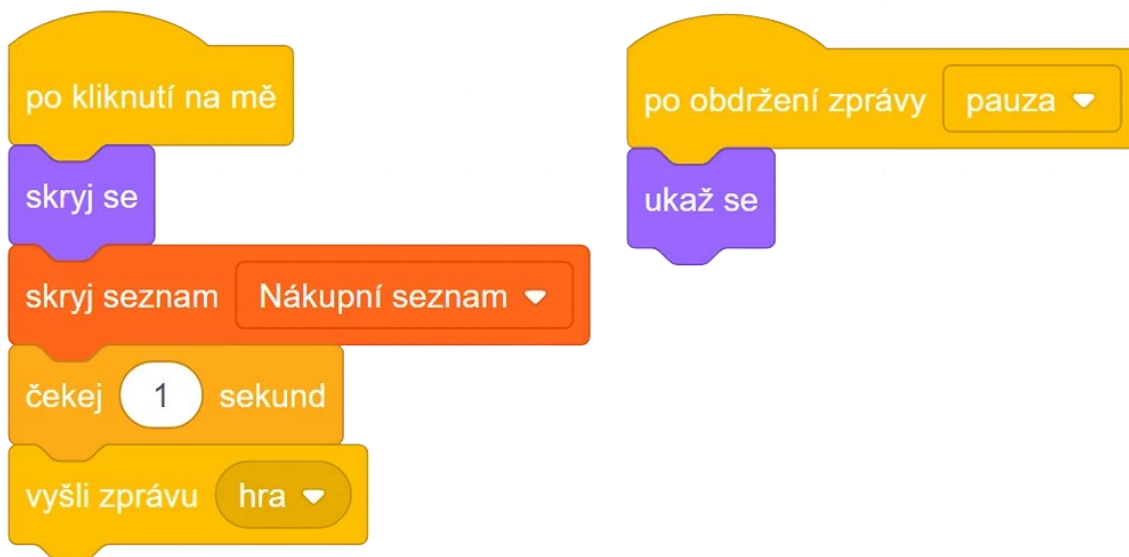 po kliknutí na mě
skryj se
skryj seznam Nákupní seznam
čekej 1 sekund
vyšli zprávu hra
po obdržení zprávy pauza
ukaž se